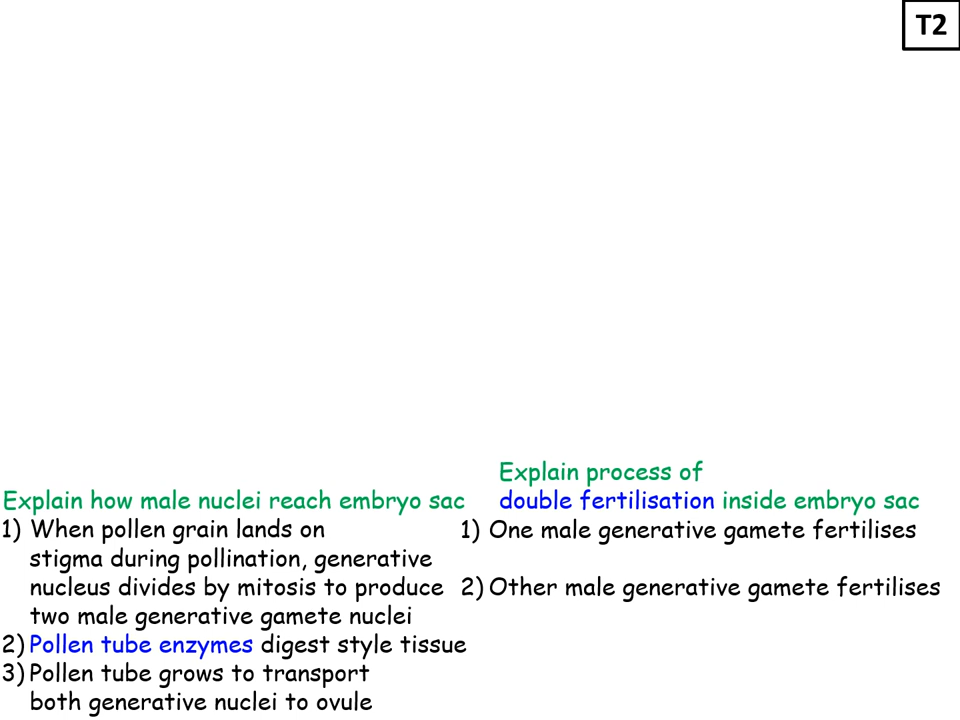 T2
Explain how male nuclei reach embryo sac
1) When pollen grain lands on
stigma during pollination, generative
nucleus divides by mitosis to produce
two male generative gamete nuclei
2) Pollen tube enzymes digest style tissue
3) Pollen tube grows to transport
both generative nuclei to ovule
Explain process of
double fertilisation inside embryo sac
1) One male generative gamete fertilises
2) Other male generative gamete fertilises